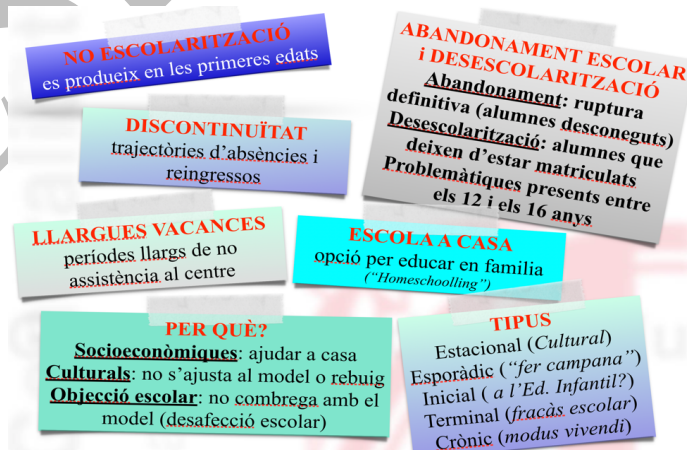 NO ESCOLARITZACIÓ
es produeix en les primeres edats
ABANDONAMENT ESCOLAR
i DESESCOLARITZACIÓ
Abandonament: ruptura
definitiva (alumnes desconeguts)
Desescolarització: alumnes que
deixen d'estar matriculats
Problemàtiques presents entre
els 12 i els 16 anys
DISCONTINUÏTAT
trajectòries d'absències i
reingressos
LLARGUES VACANCES
períodes llargs de no
assistència al centre
ESCOLA A CASA
opció per educar en familia
("Homeschoolling")
PER QUÈ?
Socioeconòmiques: ajudar a casa
Culturals: no s'ajusta al model o rebuig
Objecció escolar: no combrega amb el
model (desafecció escolar)
TIPUS
Estacional (Cultural)
Esporàdic ("fer campana")
Inicial ( a l'Ed. Infantil?)
Terminal (fracàs escolar)
Crònic (modus vivendi)